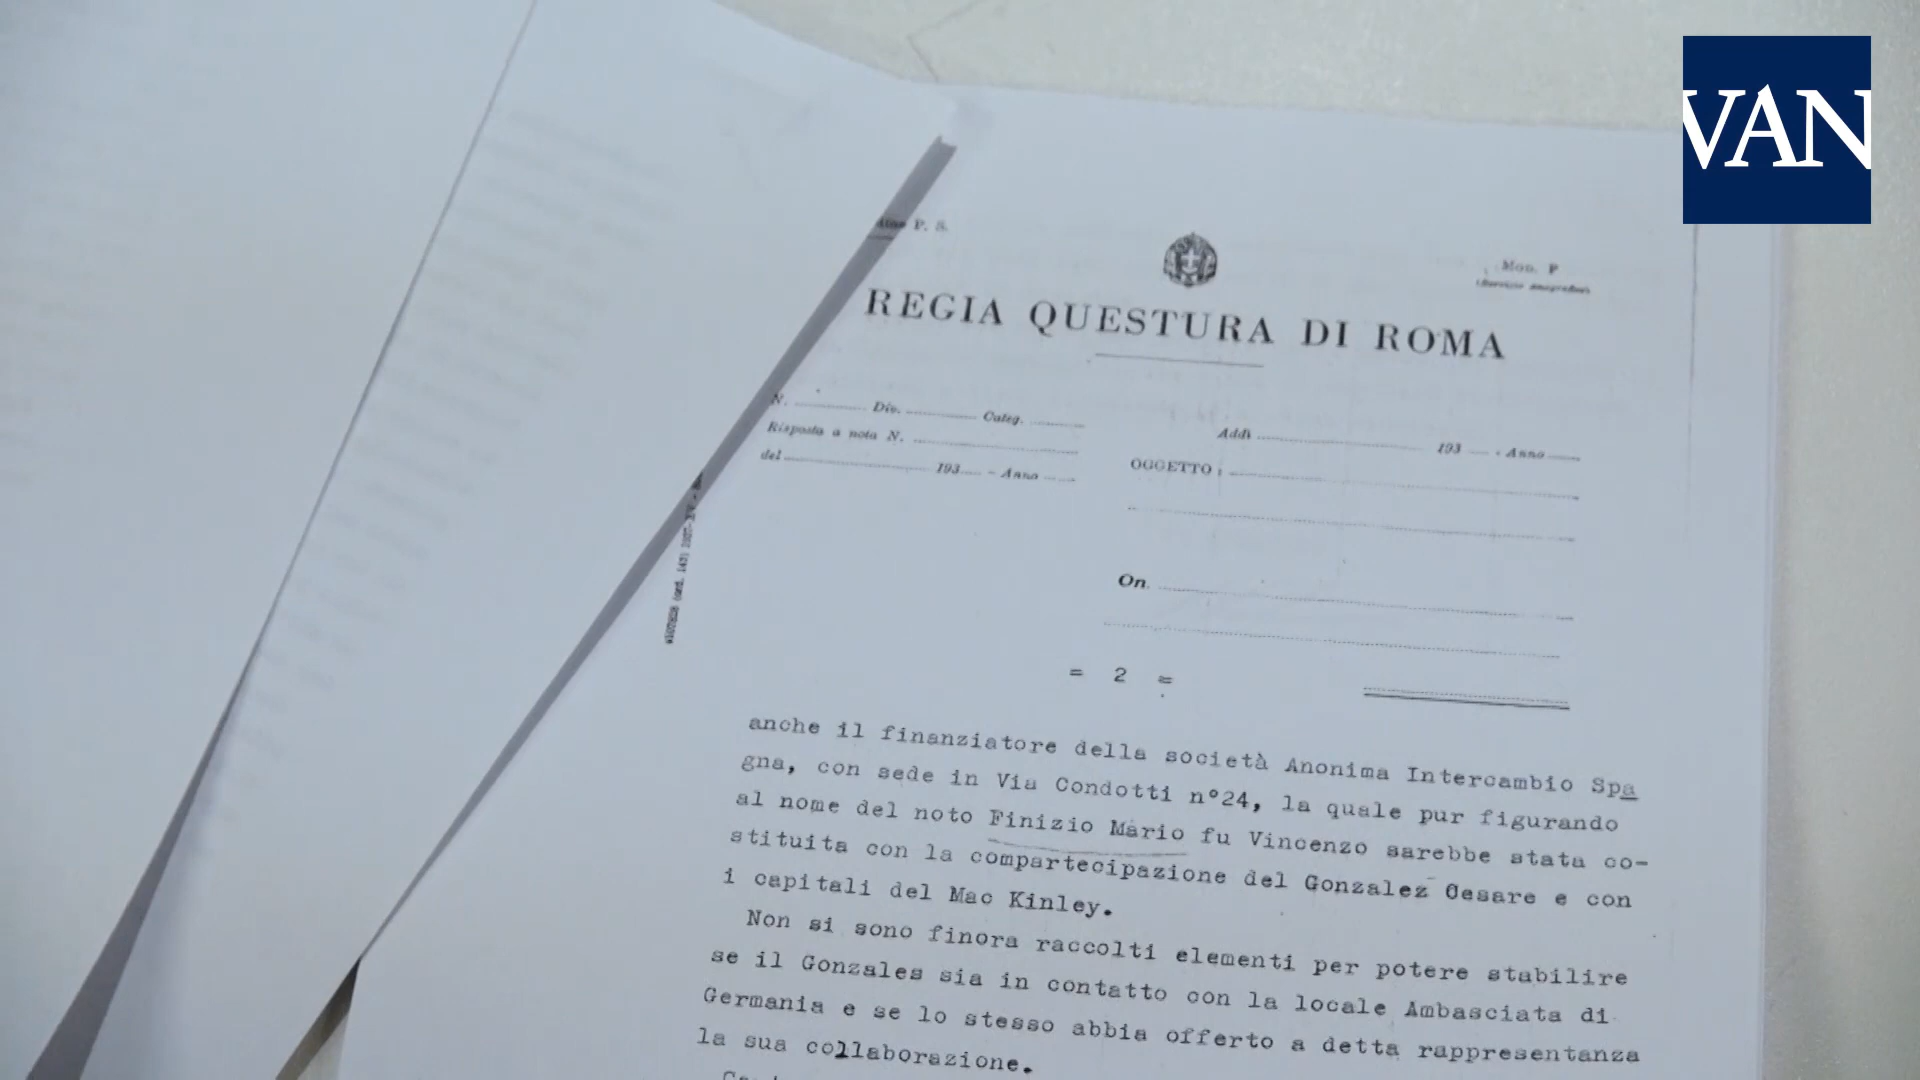 VAN
P. S.
Mon. P
REGIA QUESTURA DI ROMA
N. Div. Categ.
Risposta a nota N.
del 193 - Anno
Addì 193 - Anno
OGGETTO :
On.
= 2 =
anche il finanziatore della società Anonima Intercambio Spa
gna, con sede in Via Condotti n°24, la quale pur figurando
al nome del noto Finizio Mario fu Vincenzo sarebbe stata co-
stituita con la compartecipazione del Gonzalez Cesare e con
i capitali del Mac Kinley.
Non si sono finora raccolti elementi per potere stabilire
se il Gonzales sia in contatto con la locale Ambasciata di
Germania e se lo stesso abbia offerto a detta rappresentanza
la sua collaborazione.